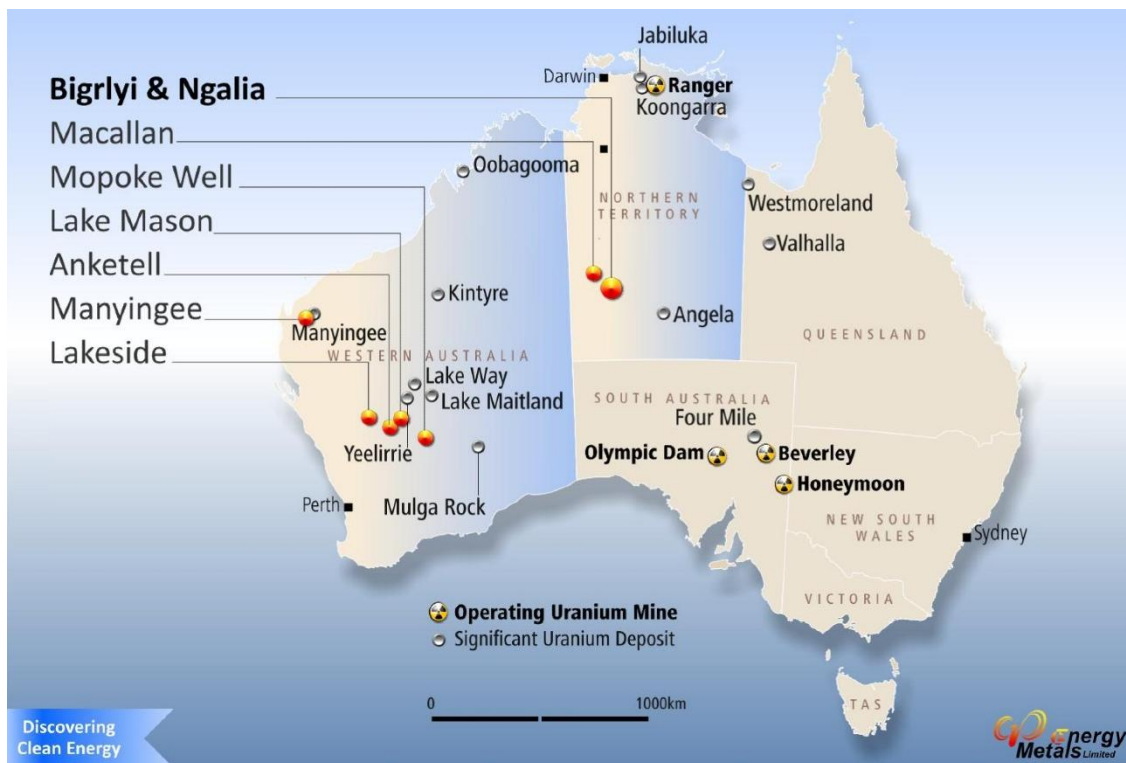 Jabiluka
Darwin
Ranger
Koongarra
Bigrlyi & Ngalia
Macallan
Mopoke Well
Lake Mason
Anketell
Manyingee
Lakeside
Oobagooma
NORTHERN
TERRITORY
Westmoreland
Valhalla
Kintyre
Angela
Manyingee
QUEENSLAND
WESTERN AUSTRALIA
Lake Way
Lake Maitland
SOUTH AUSTRALIA
Four Mile
Yeelirrie
Olympic Dam
Beverley
Honeymoon
Perth
Mulga Rock
NEW SOUTH
WALES
Sydney
VICTORIA
Operating Uranium Mine
Significant Uranium Deposit
0 1000km
TAS
Discovering
Clean Energy
Energy
Metals Limited